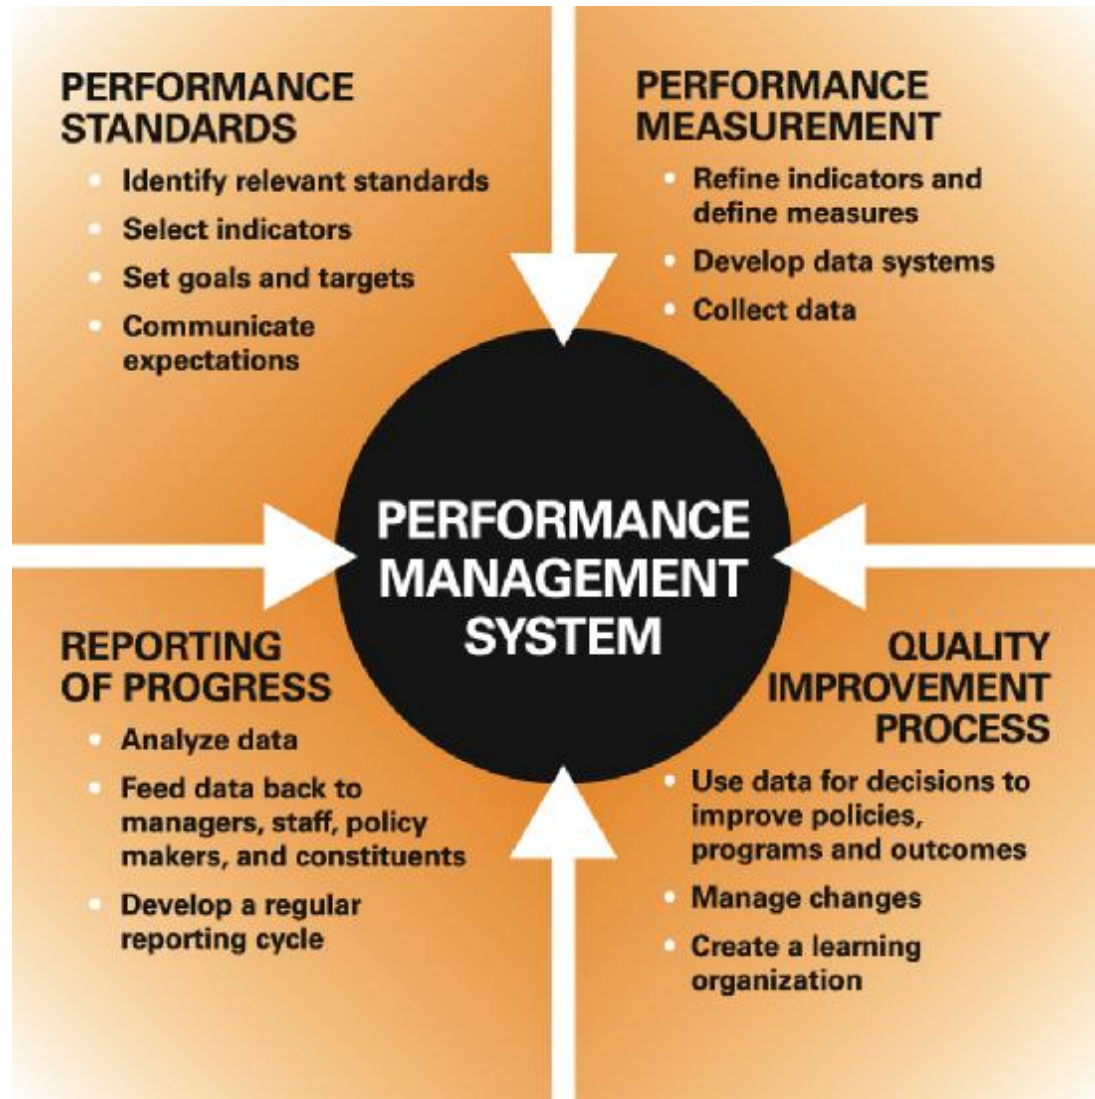 PERFORMANCE
STANDARDS
• Identify relevant standards
• Select indicators
• Set goals and targets
• Communicate
expectations
PERFORMANCE
MEASUREMENT
• Refine indicators and
define measures
• Develop data systems
• Collect data
PERFORMANCE
MANAGEMENT
SYSTEM
REPORTING
OF PROGRESS
• Analyze data
• Feed data back to
managers, staff, policy
makers, and constituents
• Develop a regular
reporting cycle
QUALITY
IMPROVEMENT
PROCESS
• Use data for decisions to
improve policies,
programs and outcomes
• Manage changes
• Create a learning
organization